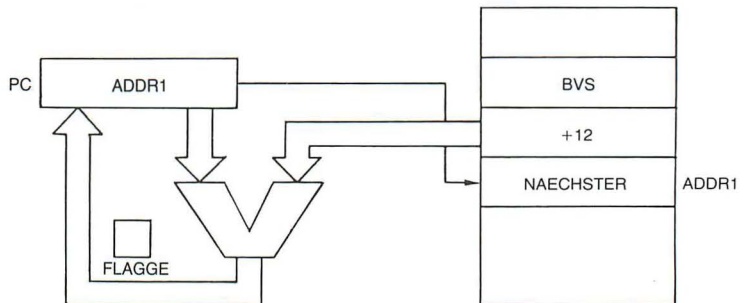 PC
ADDR1
BVS
+12
NAECHSTER
ADDR1
FLAGGE